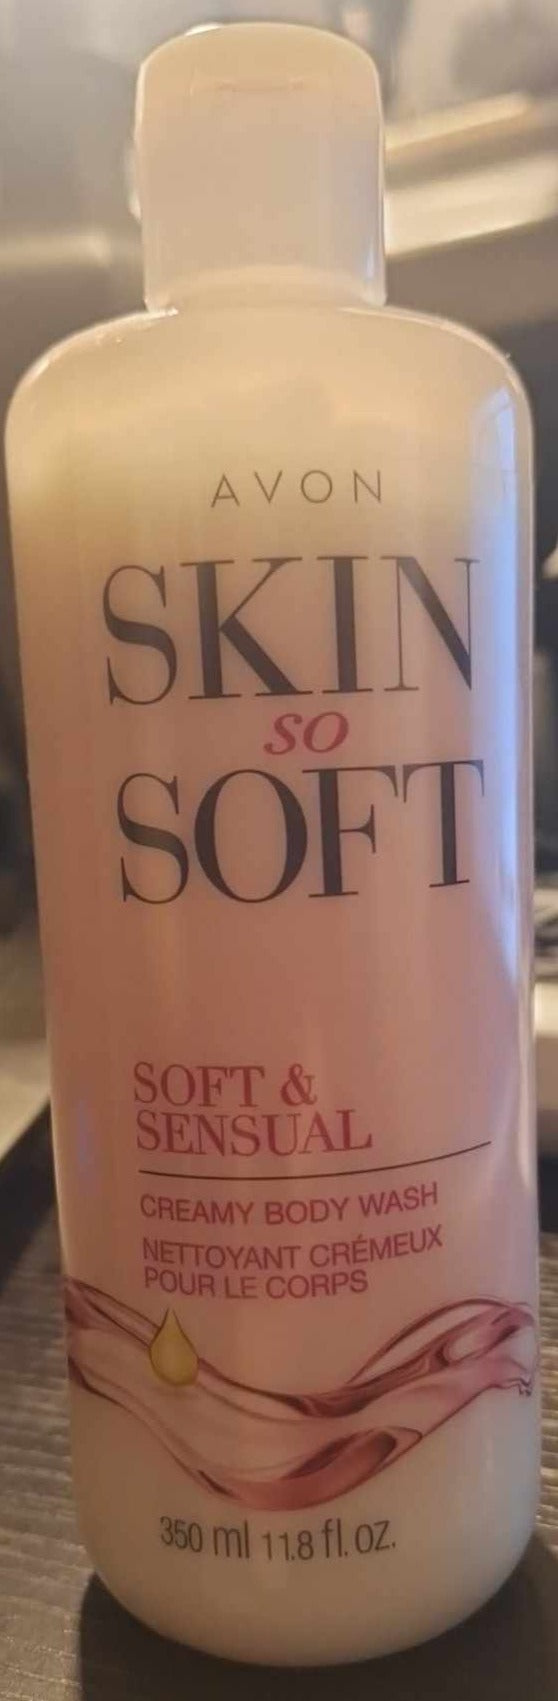 AVON
SKIN
so
SOFT
SOFT &
SENSUAL
CREAMY BODY WASH
NETTOYANT CRÉMEUX
POUR LE CORPS
350 ml 11.8 fl. oz.